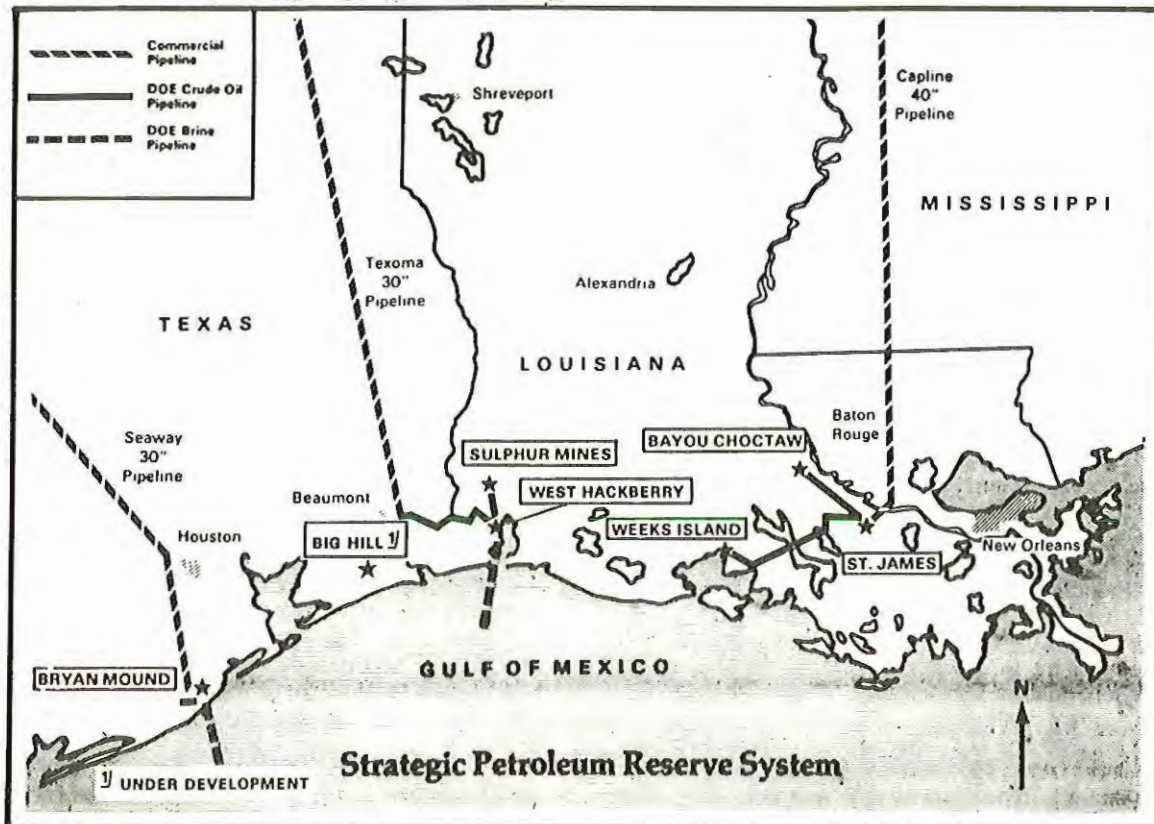 Commercial
Pipeline
DOE Crude Oil
Pipeline
DOE Brine
Pipeline
Shreveport
Capline
40"
Pipeline
MISSISSIPPI
Texoma
30"
Pipeline
Alexandria
TEXAS
LOUISIANA
Seaway
30"
Pipeline
Baton
Rouge
BAYOU CHOCTAW
SULPHUR MINES
Beaumont
WEST HACKBERRY
Houston
BIG HILL 1/
WEEKS ISLAND
New Orleans
ST. JAMES
BRYAN MOUND
GULF OF MEXICO
N
Strategic Petroleum Reserve System
1/ UNDER DEVELOPMENT